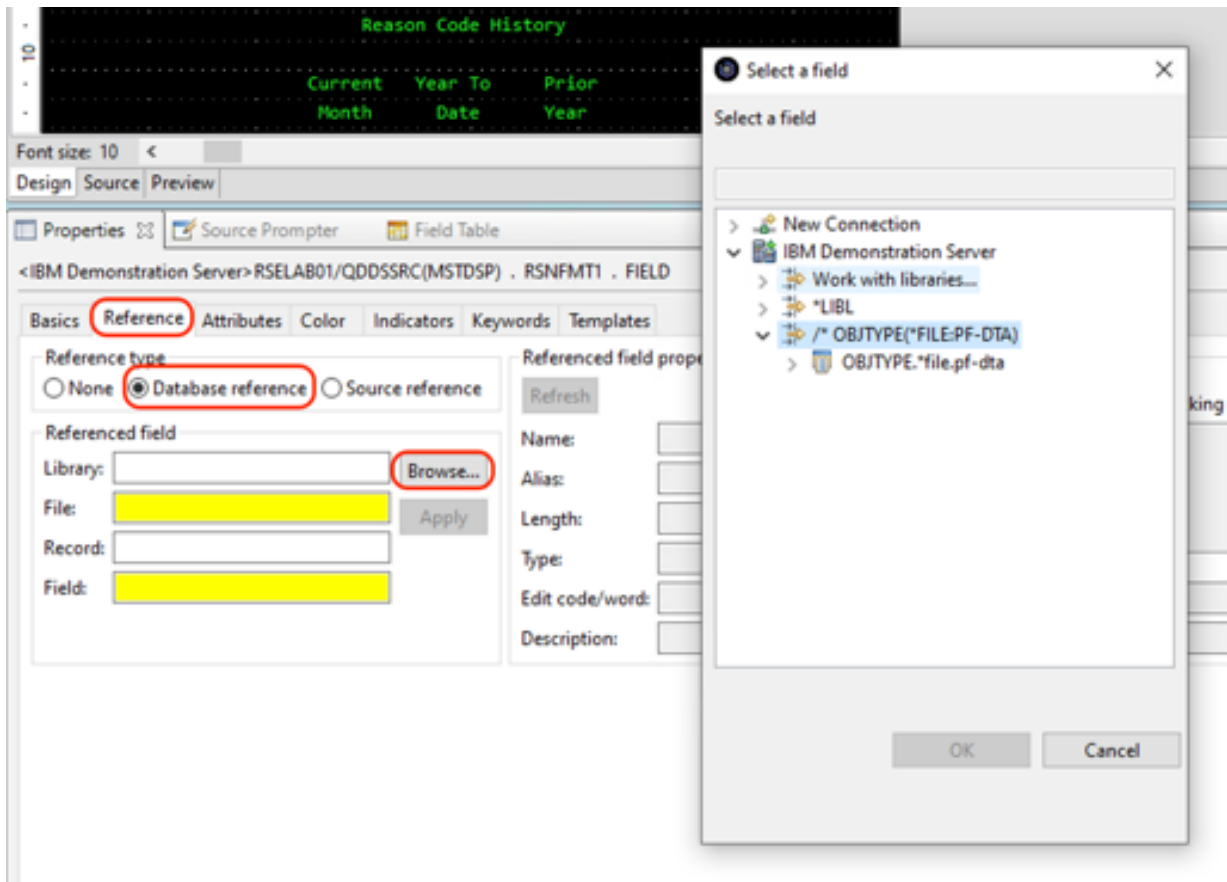 10
Reason Code History
Current Year To Prior
Month Date Year
Font size: 10 <
Design Source Preview
Properties Source Prompter Field Table
<IBM Demonstration Server>RSELAB01/QDDSSRC(MSTDSP) . RSNFMT1 . FIELD
Basics Reference Attributes Color Indicators Keywords Templates
Reference type
None Database reference Source reference
Referenced field
Library: Browse...
File: Apply
Record:
Field:
Referenced field prope
Refresh
Name:
Alias:
Length:
Type:
Edit code/word:
Description:
king
Select a field
Select a field
New Connection
IBM Demonstration Server
Work with libraries...
*LIBL
/* OBJTYPE(*FILE:PF-DTA)
OBJTYPE.*file.pf-dta
OK Cancel